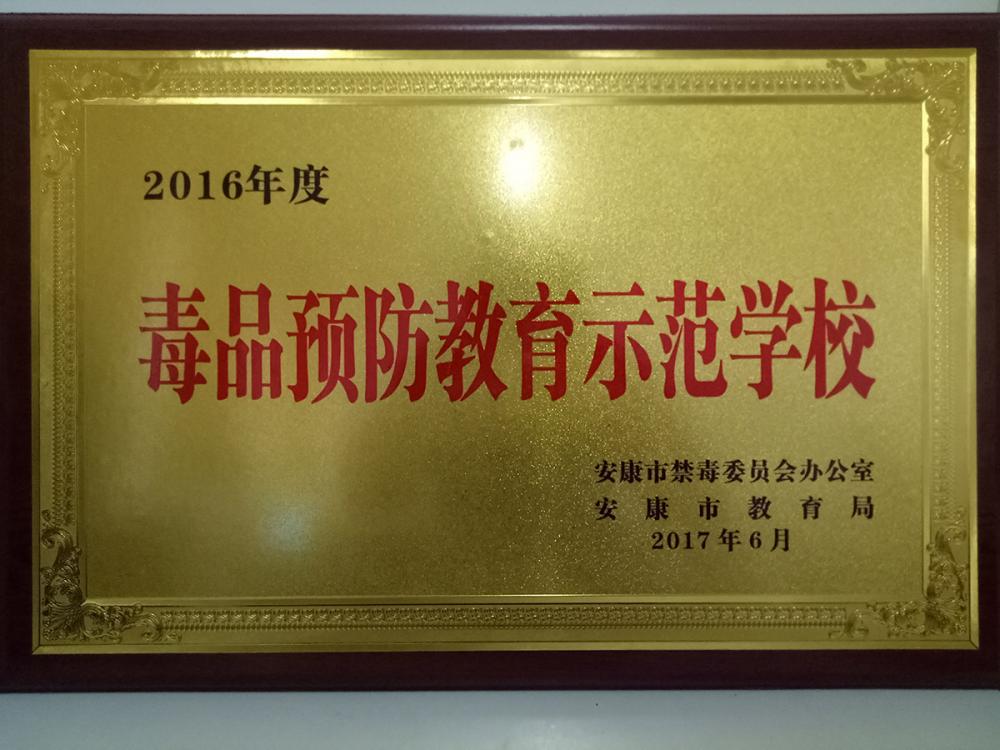 2016年度
毒品预防教育示范学校
安康市禁毒委员会办公室
安康市教育局
2017年6月